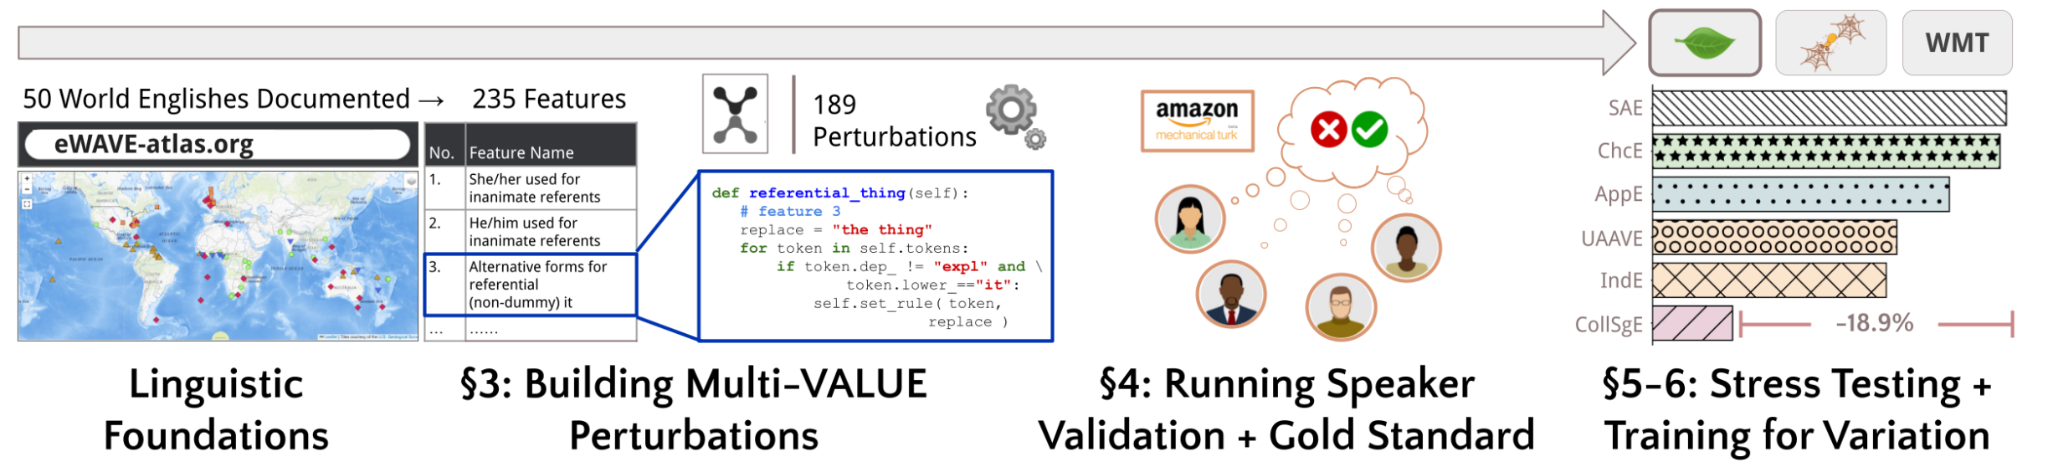 50 World Englishes Documented → 235 Features
eWAVE-atlas.org
No. Feature Name
1. She/her used for
inanimate referents
2. He/him used for
inanimate referents
3. Alternative forms for
referential
(non-dummy) it
... ......
189
Perturbations
def referential_thing(self):
# feature 3
replace = "the thing"
for token in self.tokens:
if token.dep_ != "expl" and \
token.lower_=="it":
self.set_rule( token,
replace )
amazon
mechanical turk
WMT
SAE
ChcE
AppE
UAAVE
IndE
CollSgE
-18.9%
Linguistic
Foundations
§3: Building Multi-VALUE
Perturbations
§4: Running Speaker
Validation + Gold Standard
§5-6: Stress Testing +
Training for Variation